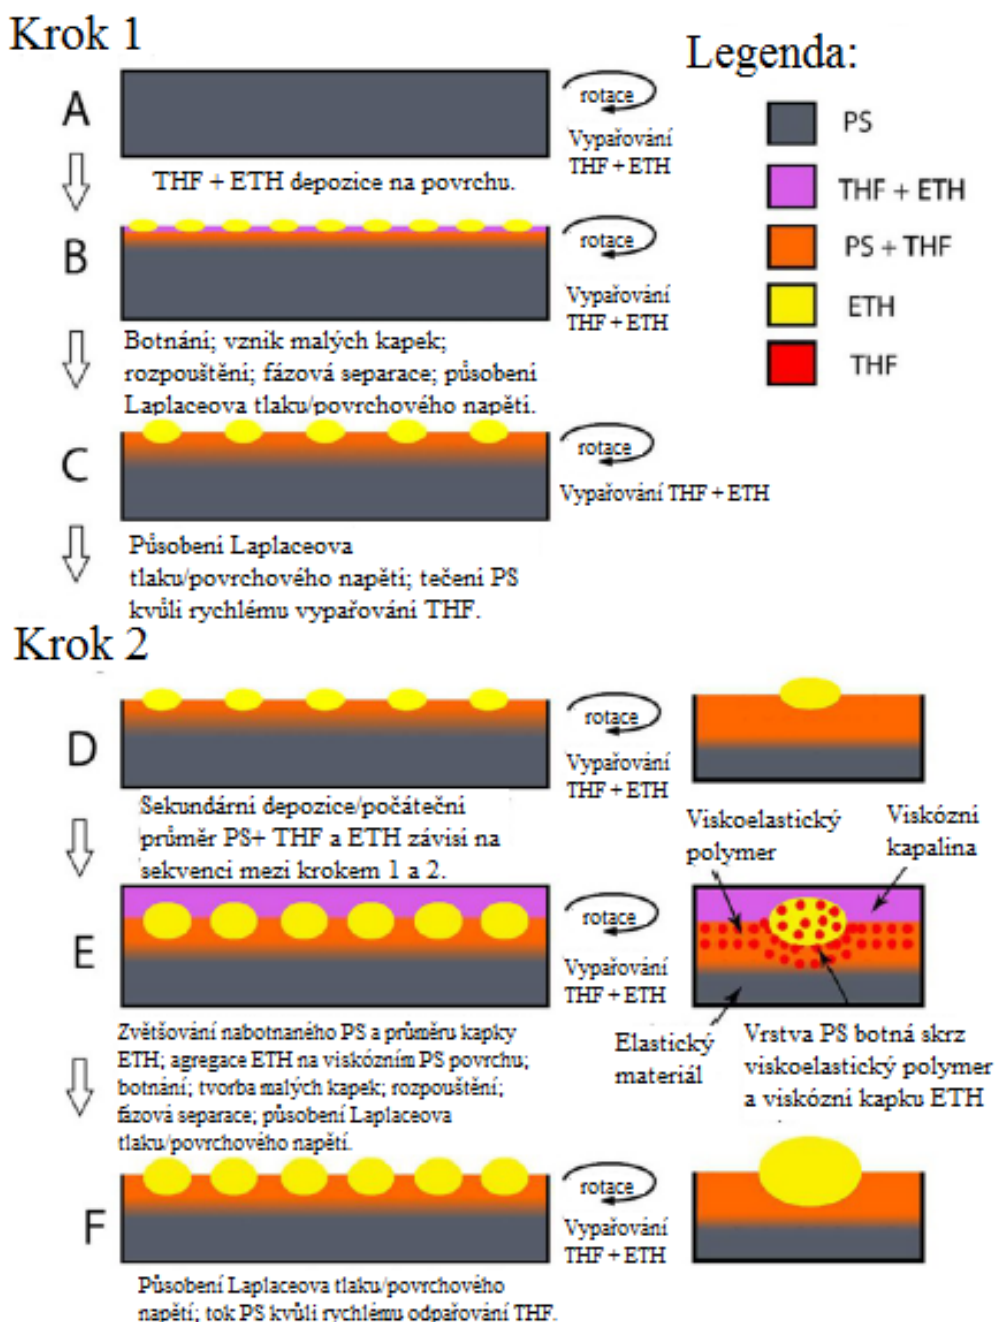 Krok 1
Legenda:
A
rotace
Vypařování
THF + ETH
PS
THF + ETH depozice na povrchu.
THF + ETH
B
rotace
Vypařování
THF + ETH
PS + THF
ETH
THF
Botnání; vznik malých kapek;
rozpouštění; fázová separace; působení
Laplaceova tlaku/povrchového napětí.
C
rotace
Vypařování THF + ETH
Působení Laplaceova
tlaku/povrchového napětí; tečení PS
kvůli rychlému vypařování THF.
Krok 2
D
rotace
Vypařování
THF + ETH
Sekundární depozice/počáteční
průměr PS+ THF a ETH závisí na
sekvenci mezi krokem 1 a 2.
Viskoelastický
polymer
Viskózní
kapalina
E
rotace
Vypařování
THF + ETH
Elastický
materiál
Vrstva PS botná skrz
viskoelastický polymer
a viskózní kapku ETH
Zvětšování nabotnaného PS a průměru kapky
ETH; agregace ETH na viskózním PS povrchu;
botnání; tvorba malých kapek; rozpouštění;
fázová separace; působení Laplaceova
tlaku/povrchového napětí.
F
rotace
Vypařování
THF + ETH
Působení Laplaceova tlaku/povrchového
napětí; tok PS kvůli rychlému odpařování THF.